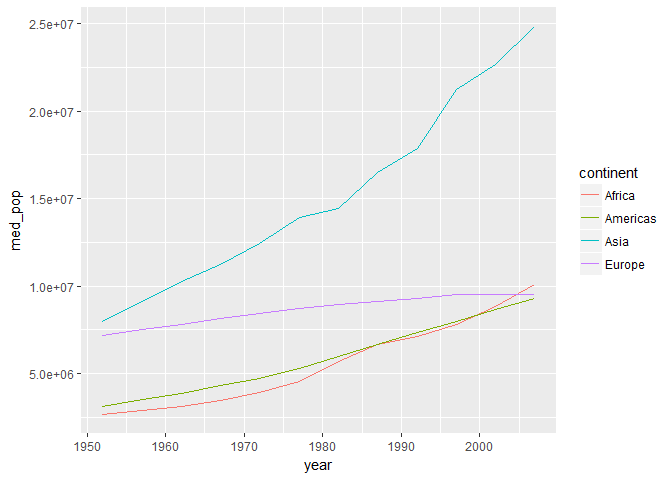 2.5e+07
2.0e+07
1.5e+07
1.0e+07
5.0e+06
med_pop
1950 1960 1970 1980 1990 2000
year
continent
Africa
Americas
Asia
Europe